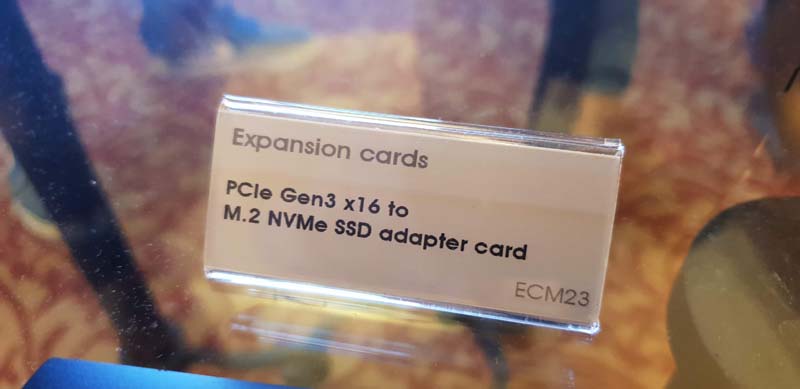 Expansion cards
PCIe Gen3 x16 to
M.2 NVMe SSD adapter card
ECM23